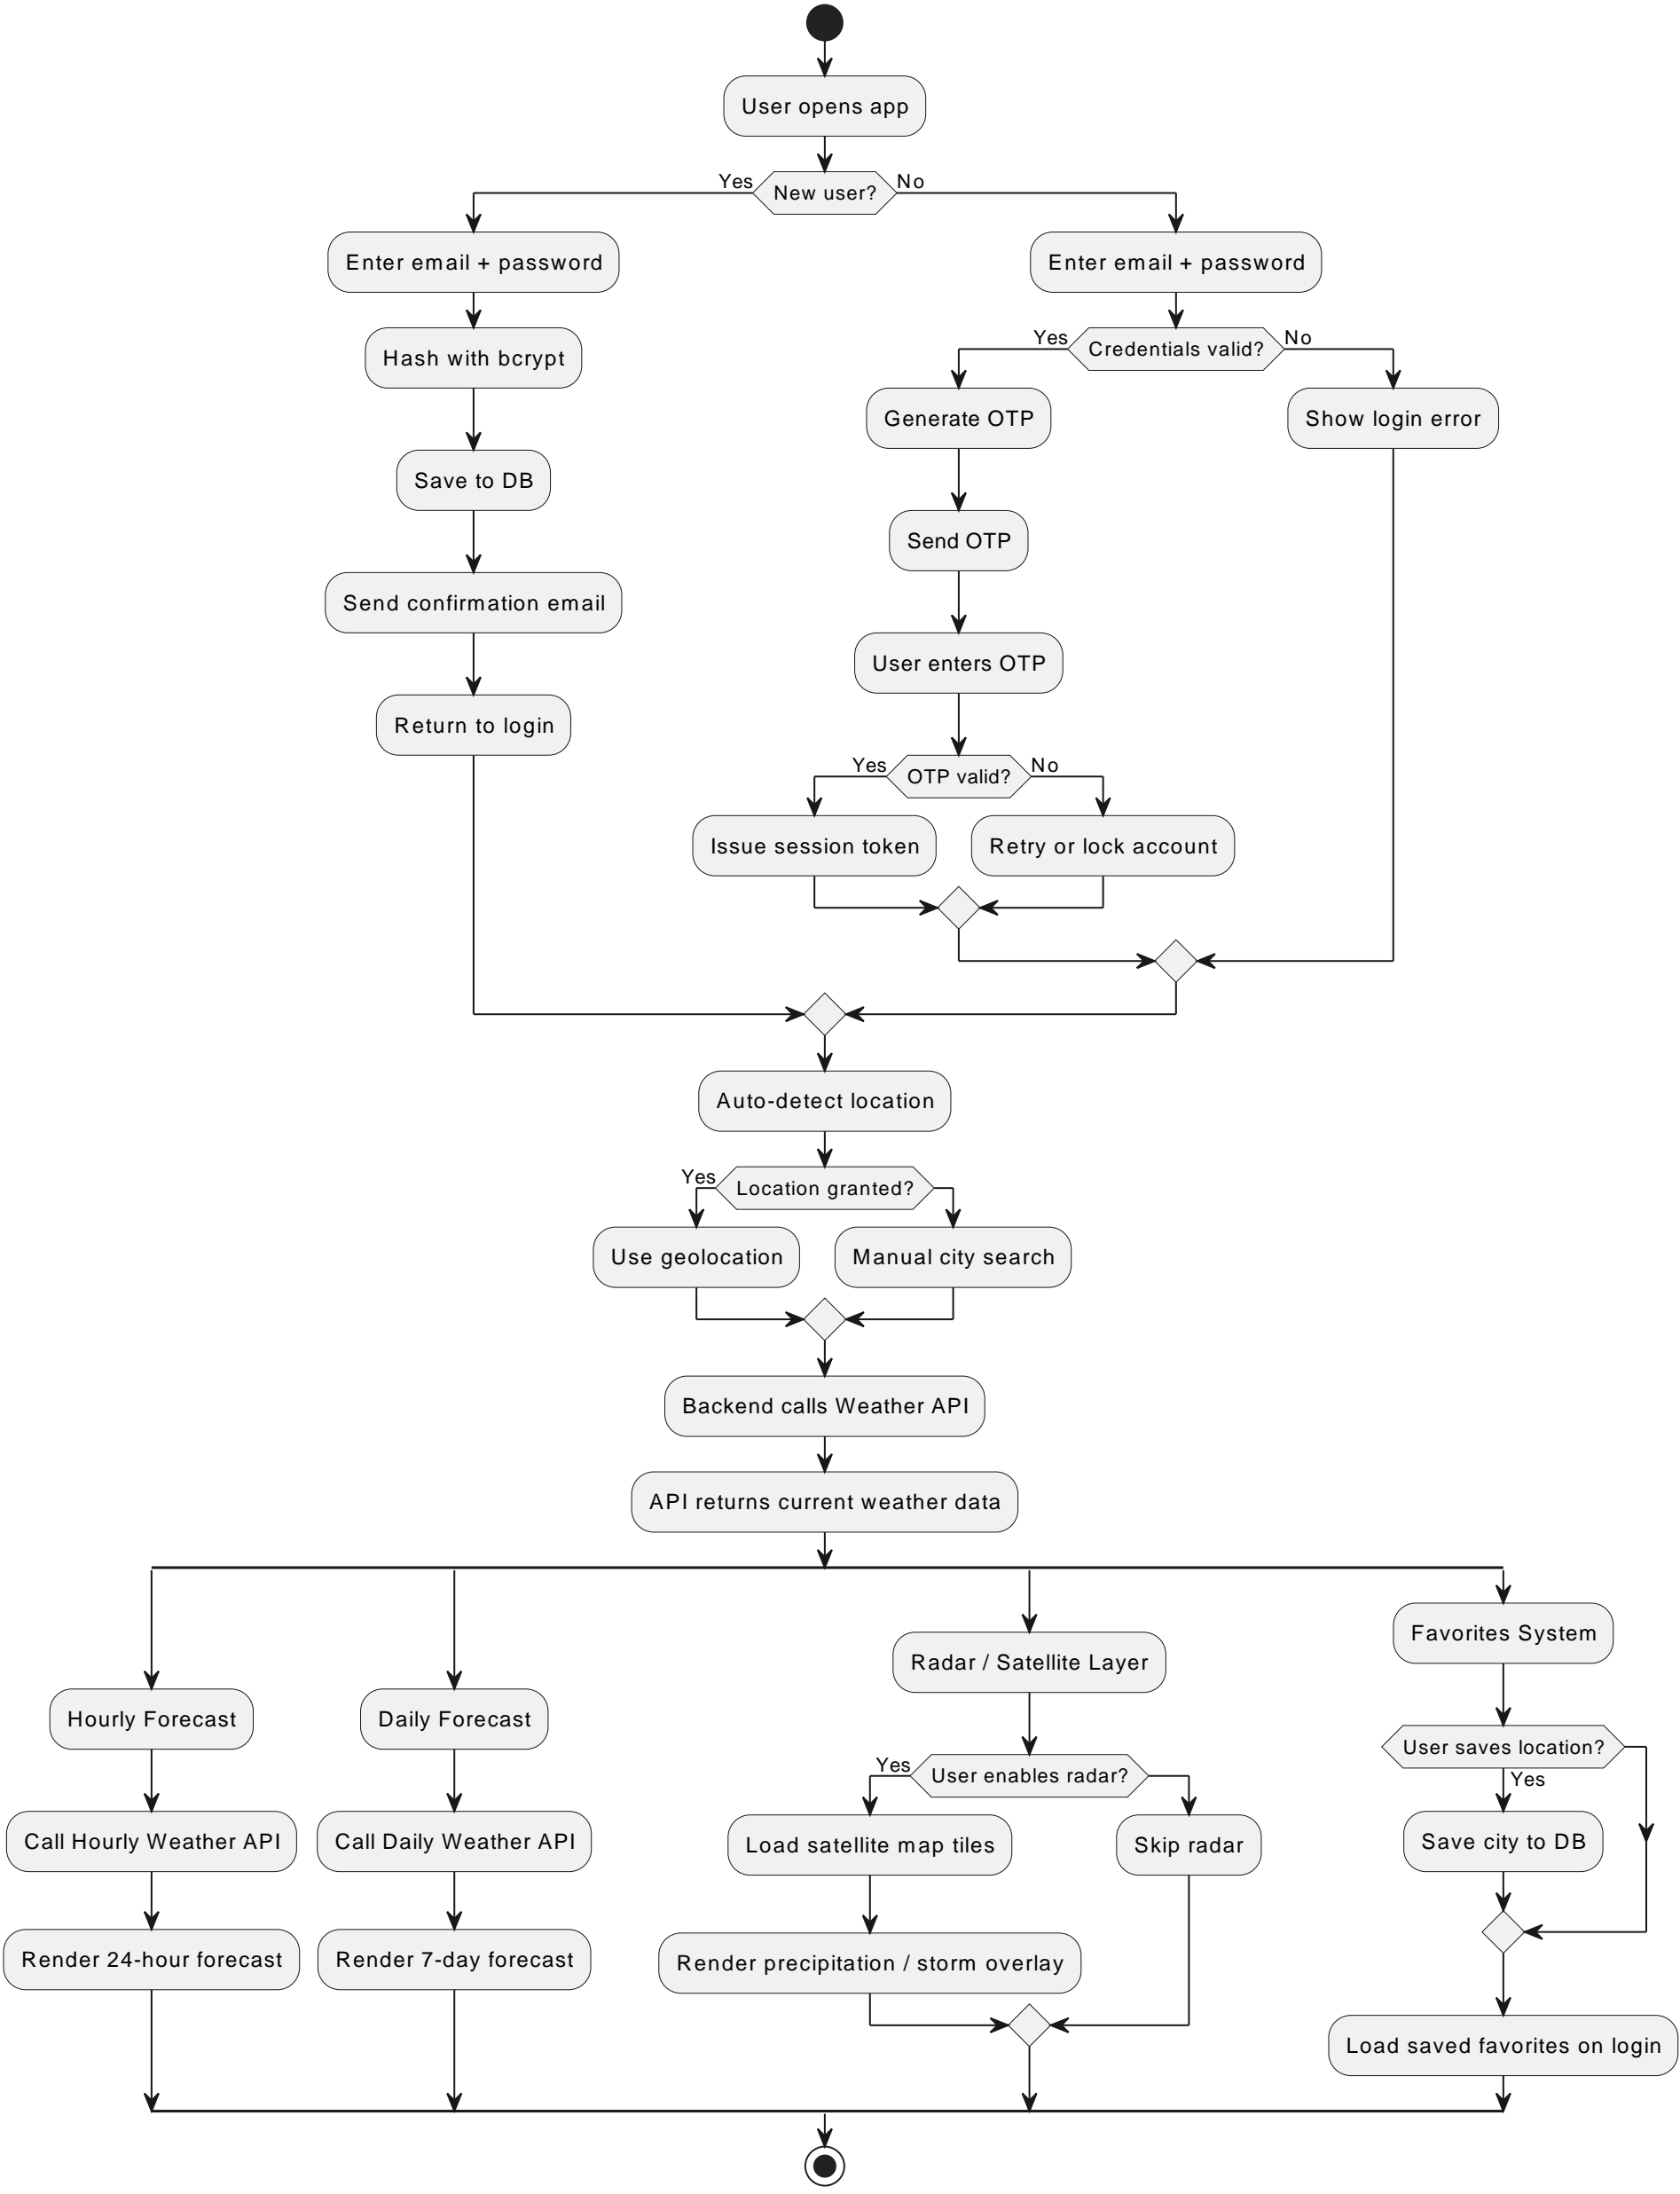 User opens app
Yes
New user?
No
Enter email + password
Hash with bcrypt
Save to DB
Send confirmation email
Return to login
Enter email + password
Yes
Credentials valid?
No
Generate OTP
Send OTP
User enters OTP
Yes
OTP valid?
No
Issue session token
Retry or lock account
Show login error
Auto-detect location
Yes
Location granted?
Use geolocation
Manual city search
Backend calls Weather API
API returns current weather data
Hourly Forecast
Call Hourly Weather API
Render 24-hour forecast
Daily Forecast
Call Daily Weather API
Render 7-day forecast
Radar / Satellite Layer
Yes
User enables radar?
Load satellite map tiles
Render precipitation / storm overlay
Skip radar
Favorites System
User saves location?
Yes
Save city to DB
Load saved favorites on login